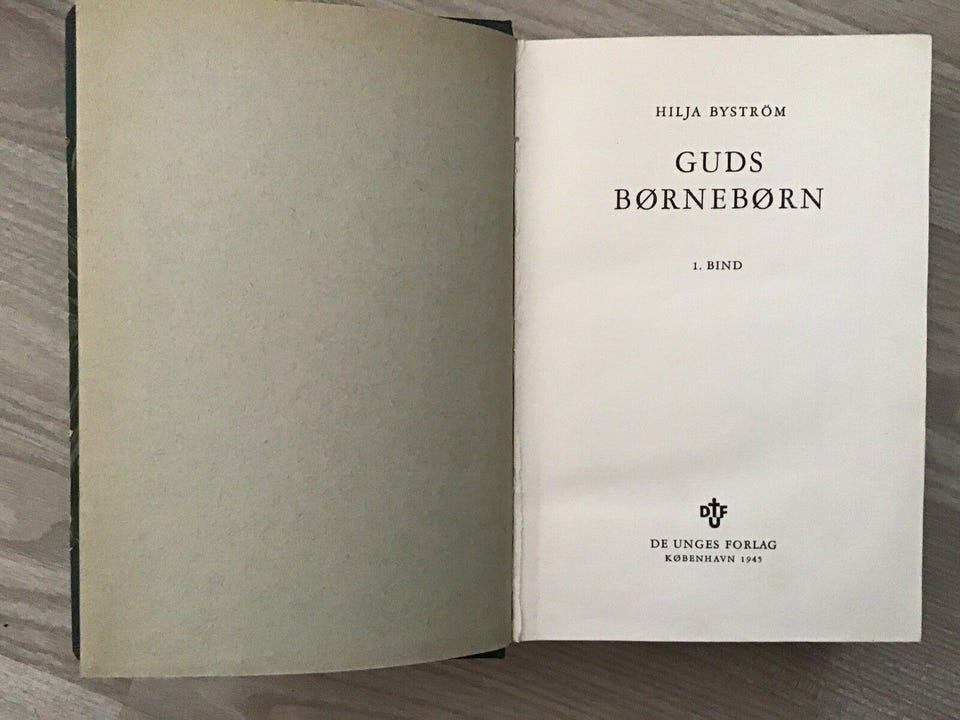 HILJA BYSTRÖM
GUDS
BØRNEBØRN
1. BIND
DUF
DE UNGES FORLAG
KØBENHAVN 1945